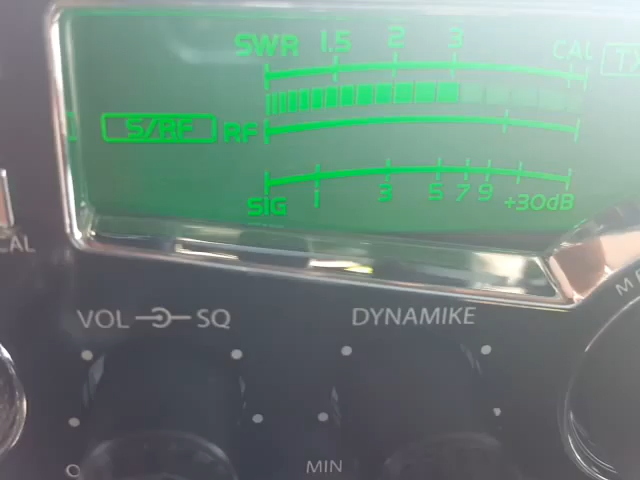 SWR 1.5 2 3 CAL TX
S/RF RF
SIG 1 3 5 7 9 +30dB
CAL
VOL SQ DYNAMIKE
MIN